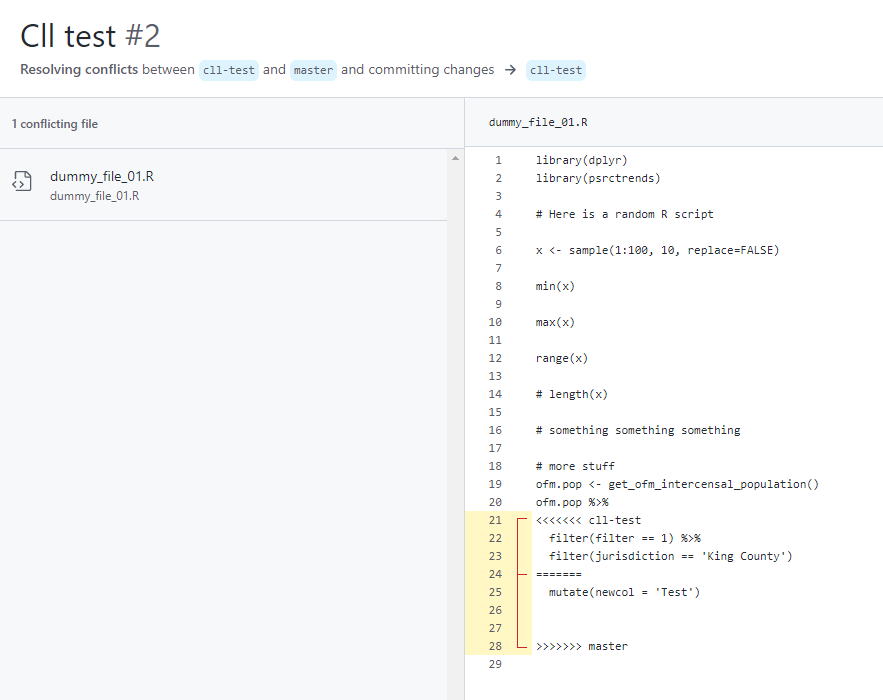 Cll test #2
Resolving conflicts between cll-test and master and committing changes → cll-test
1 conflicting file
dummy_file_01.R
dummy_file_01.R
dummy_file_01.R
1 library(dplyr)
2 library(psrctrends)
3
4 # Here is a random R script
5
6 x <- sample(1:100, 10, replace=FALSE)
7
8 min(x)
9
10 max(x)
11
12 range(x)
13
14 # length(x)
15
16 # something something something
17
18 # more stuff
19 ofm.pop <- get_ofm_intercensal_population()
20 ofm.pop %>%
21 <<<<<<< cll-test
22   filter(filter == 1) %>%
23   filter(jurisdiction == 'King County')
24 =======
25   mutate(newcol = 'Test')
26
27
28 >>>>>>> master
29